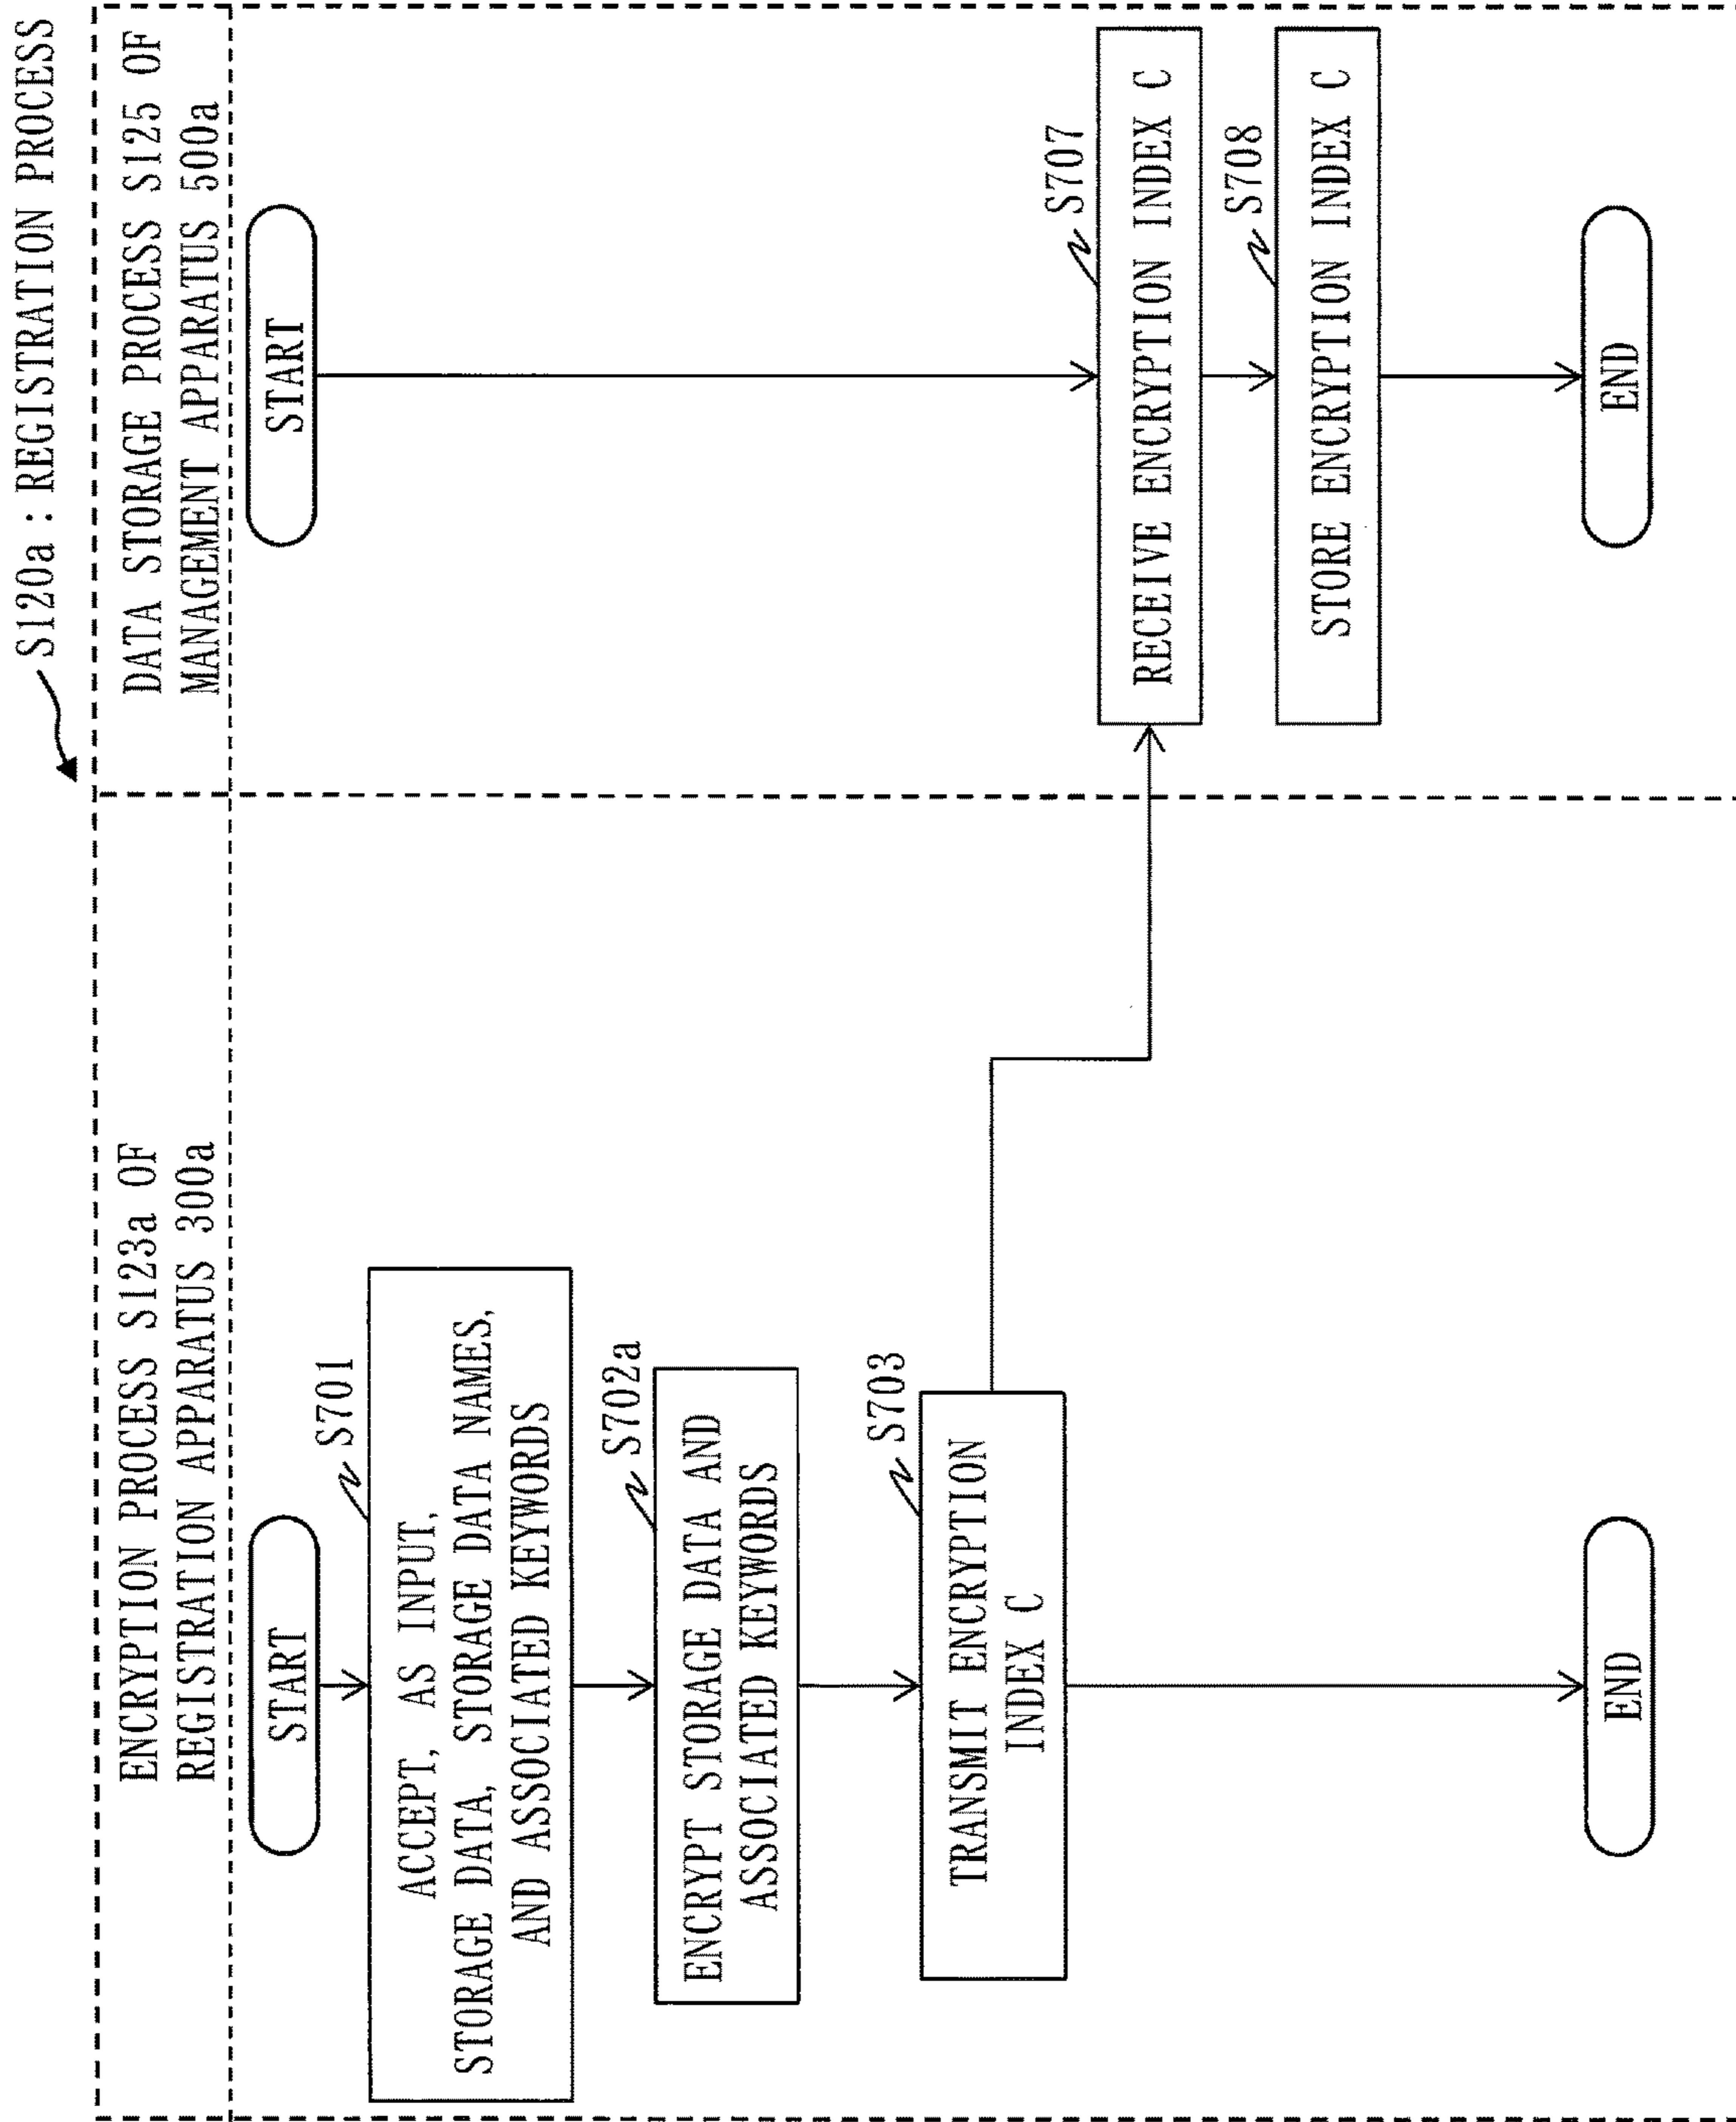 S120a : REGISTRATION PROCESS
ENCRYPTION PROCESS S123a OF
REGISTRATION APPARATUS 300a
START
S701
ACCEPT, AS INPUT,
STORAGE DATA, STORAGE DATA NAMES,
AND ASSOCIATED KEYWORDS
S702a
ENCRYPT STORAGE DATA AND
ASSOCIATED KEYWORDS
S703
TRANSMIT ENCRYPTION
INDEX C
END
DATA STORAGE PROCESS S125 OF
MANAGEMENT APPARATUS 500a
START
S707
RECEIVE ENCRYPTION INDEX C
S708
STORE ENCRYPTION INDEX C
END